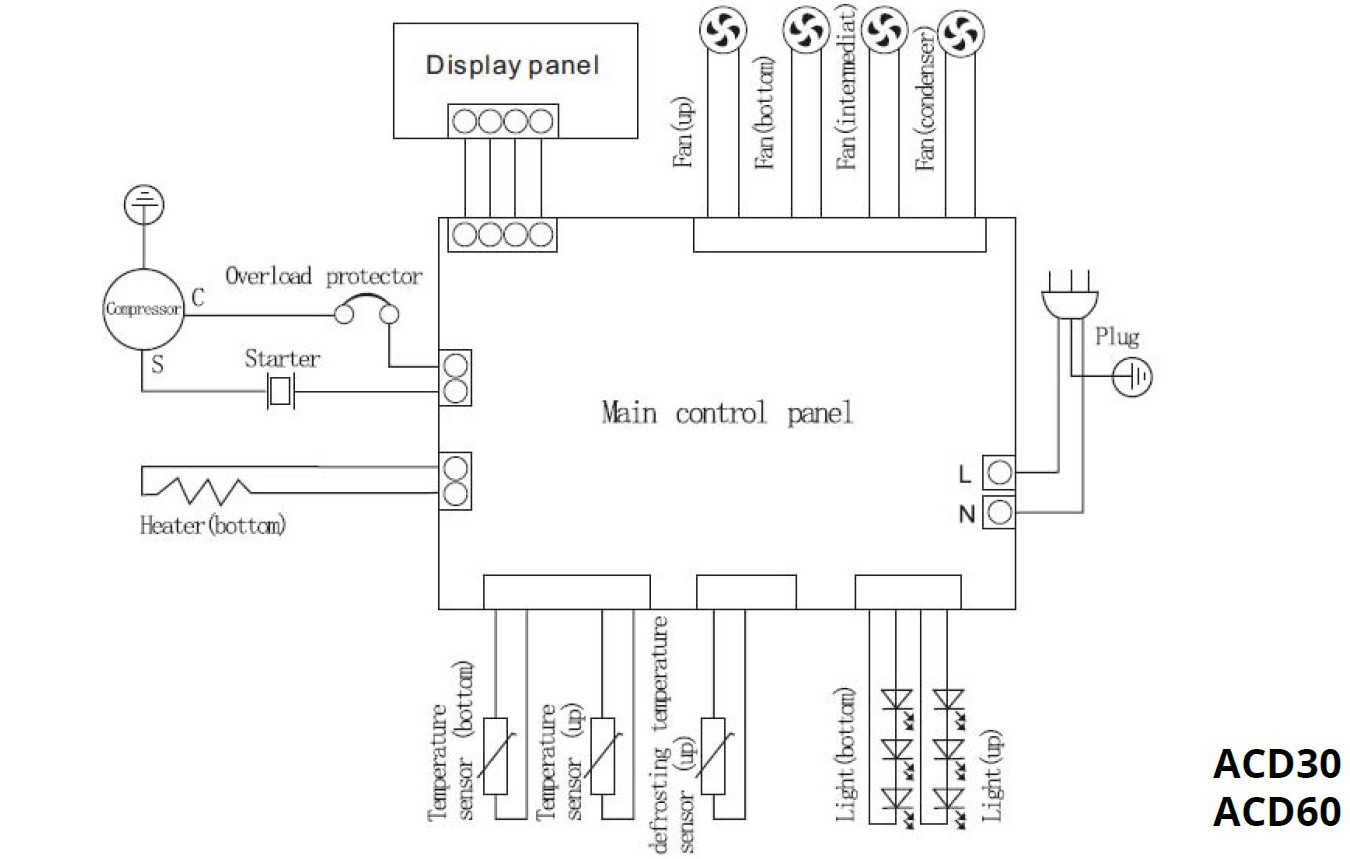 Display panel
Fan(up)
Fan(bottom)
Fan(intermediat)
Fan(condenser)
Overload protector
Compressor
C
S
Starter
Plug
Main control panel
L
N
Heater(bottom)
Temperature
sensor (bottom)
Temperature
sensor (up)
defrosting temperature
sensor (up)
Light(bottom)
Light(up)
ACD30
ACD60